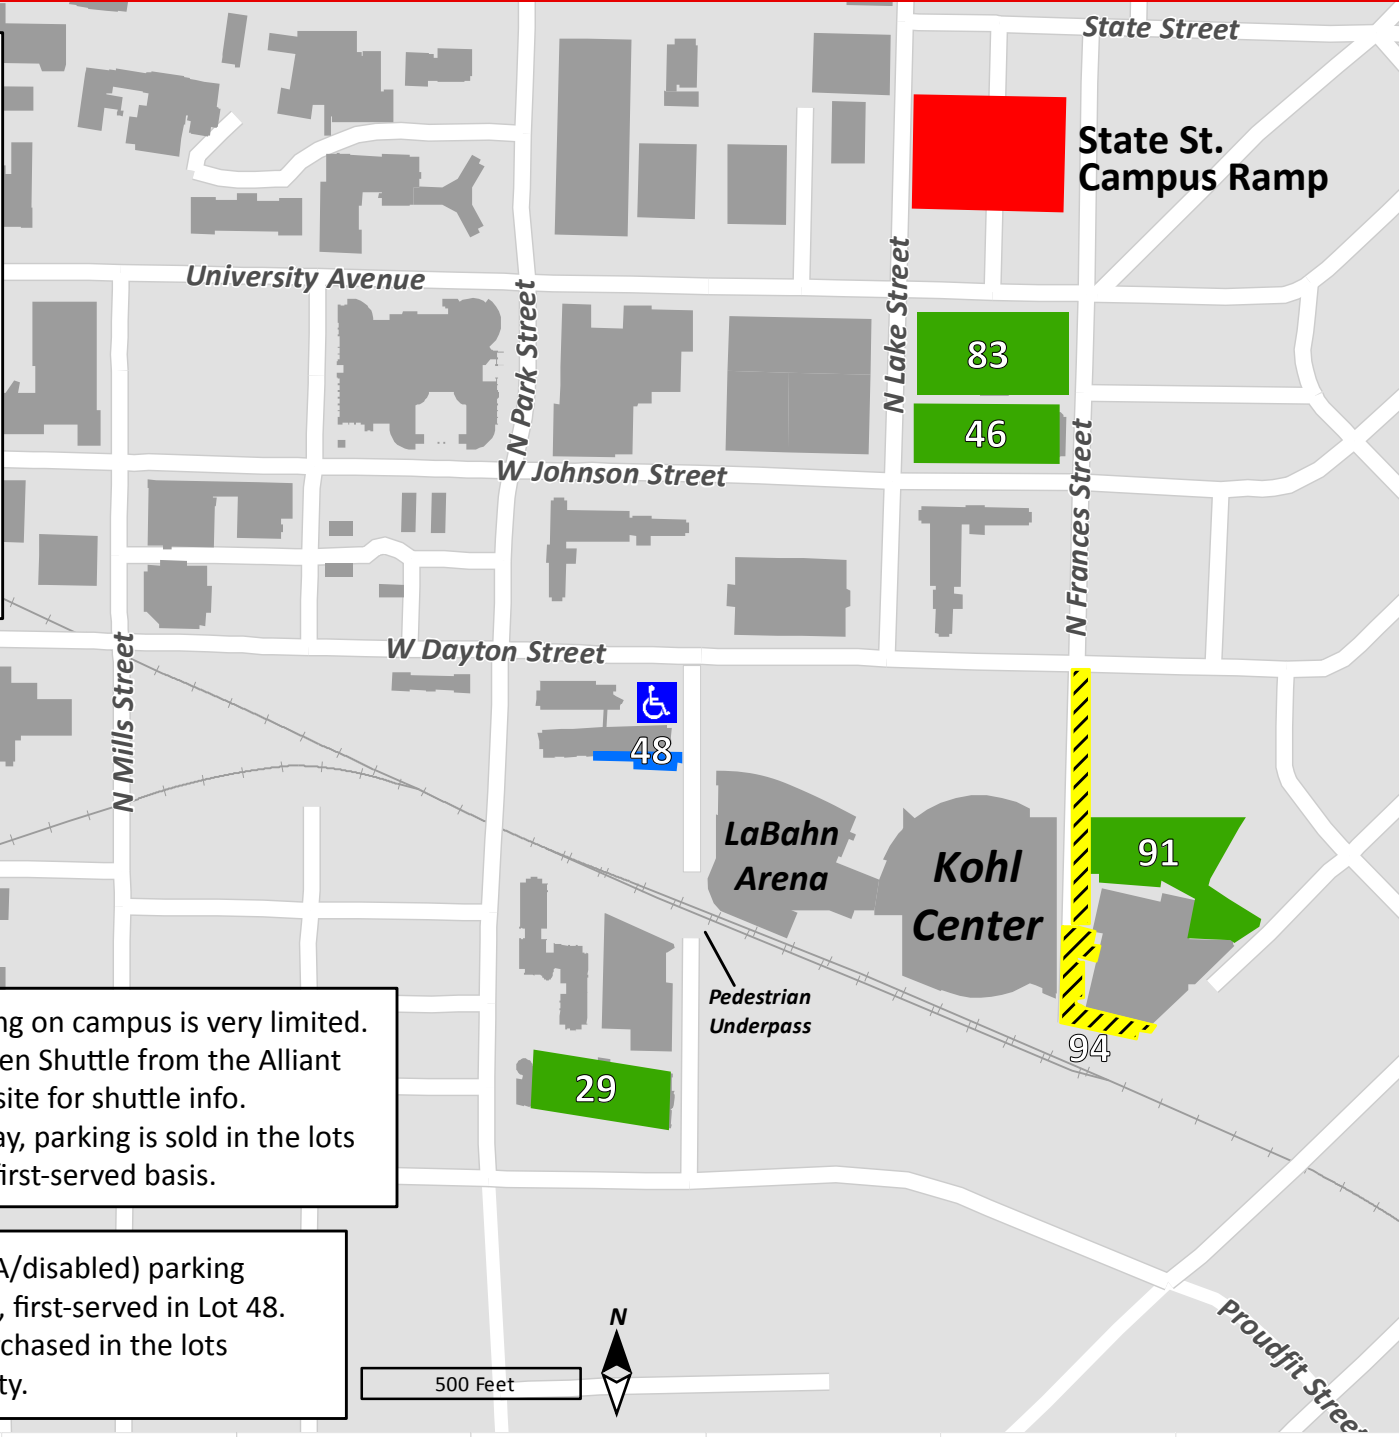 State Street
State St.
Campus Ramp
University Avenue
N Park Street
N Lake Street
83
46
N Frances Street
W Johnson Street
W Dayton Street
N Mills Street
48
LaBahn
Arena
Kohl
Center
91
Pedestrian
Underpass
94
29
ng on campus is very limited.
en Shuttle from the Alliant
site for shuttle info.
ay, parking is sold in the lots
first-served basis.
A/disabled) parking
, first-served in Lot 48.
chased in the lots
ty.
N
500 Feet
Proudfit Street